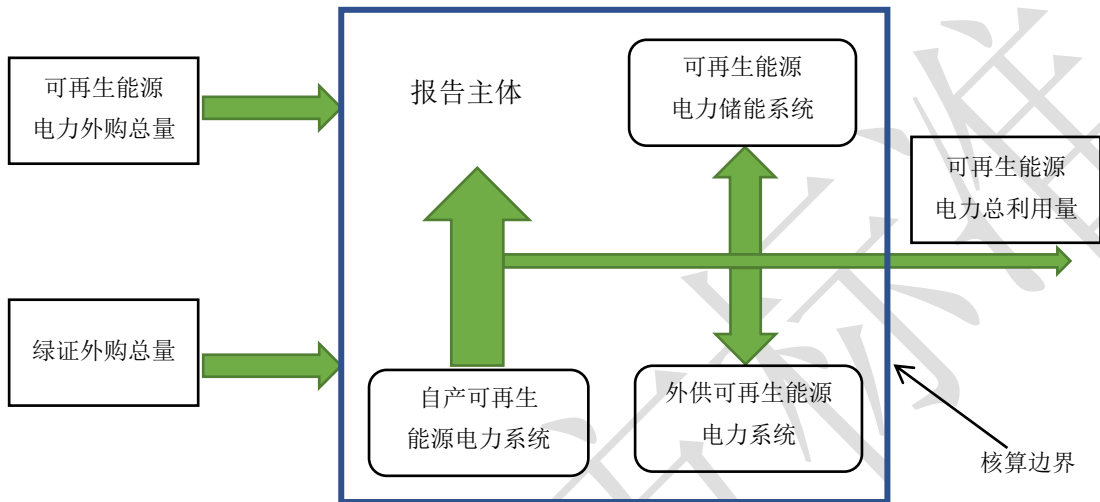 可再生能源
电力外购总量
绿证外购总量
报告主体
可再生能源
电力储能系统
自产可再生
能源电力系统
外供可再生能源
电力系统
可再生能源
电力总利用量
核算边界